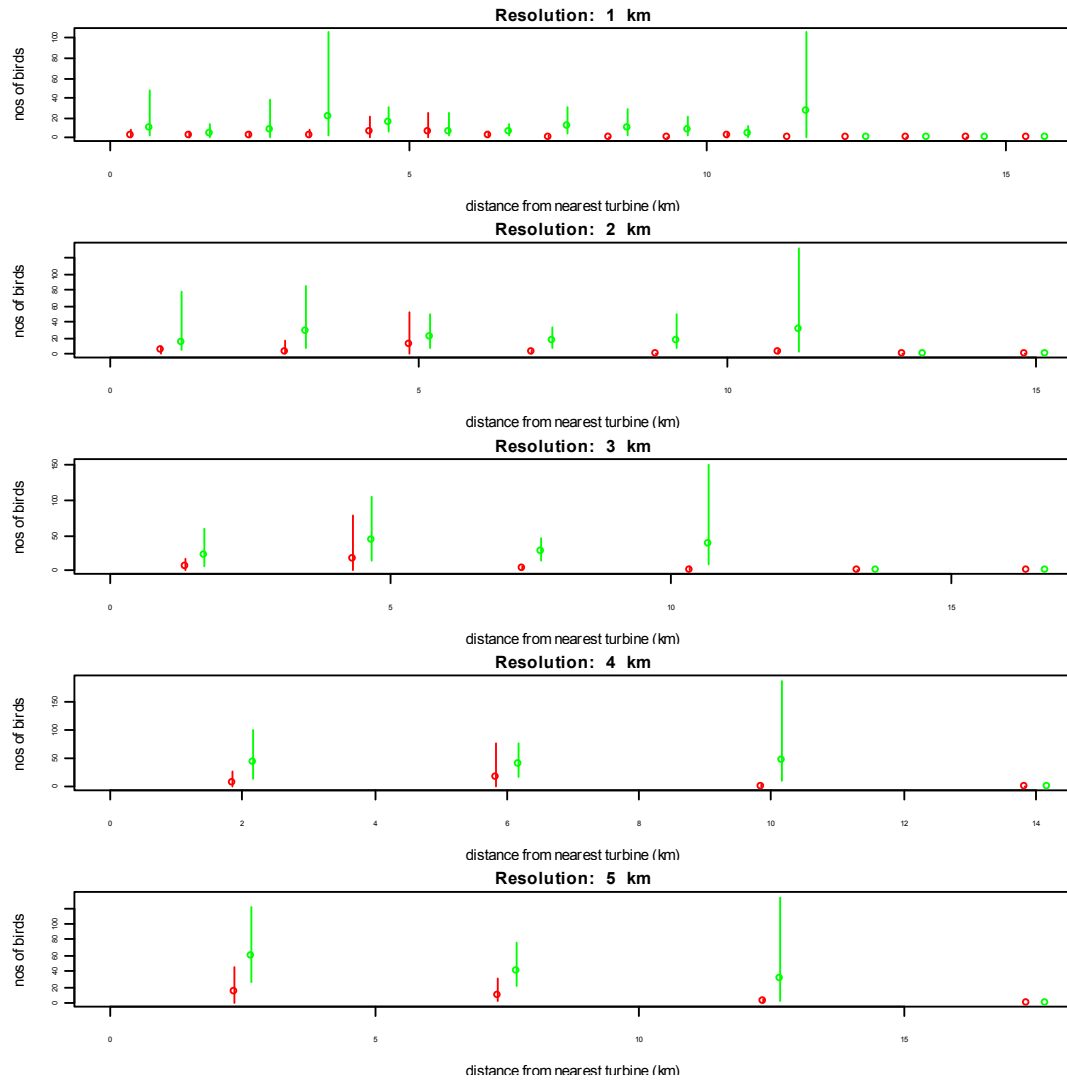 Resolution: 1 km
nos of birds
0 20 40 60 80 100
0 5 10 15
distance from nearest turbine (km)
Resolution: 2 km
nos of birds
0 20 40 60 80 100
0 5 10 15
distance from nearest turbine (km)
Resolution: 3 km
nos of birds
0 50 100 150
0 5 10 15
distance from nearest turbine (km)
Resolution: 4 km
nos of birds
0 50 100 150
0 2 4 6 8 10 12 14
distance from nearest turbine (km)
Resolution: 5 km
nos of birds
0 20 40 60 80 100
0 5 10 15
distance from nearest turbine (km)